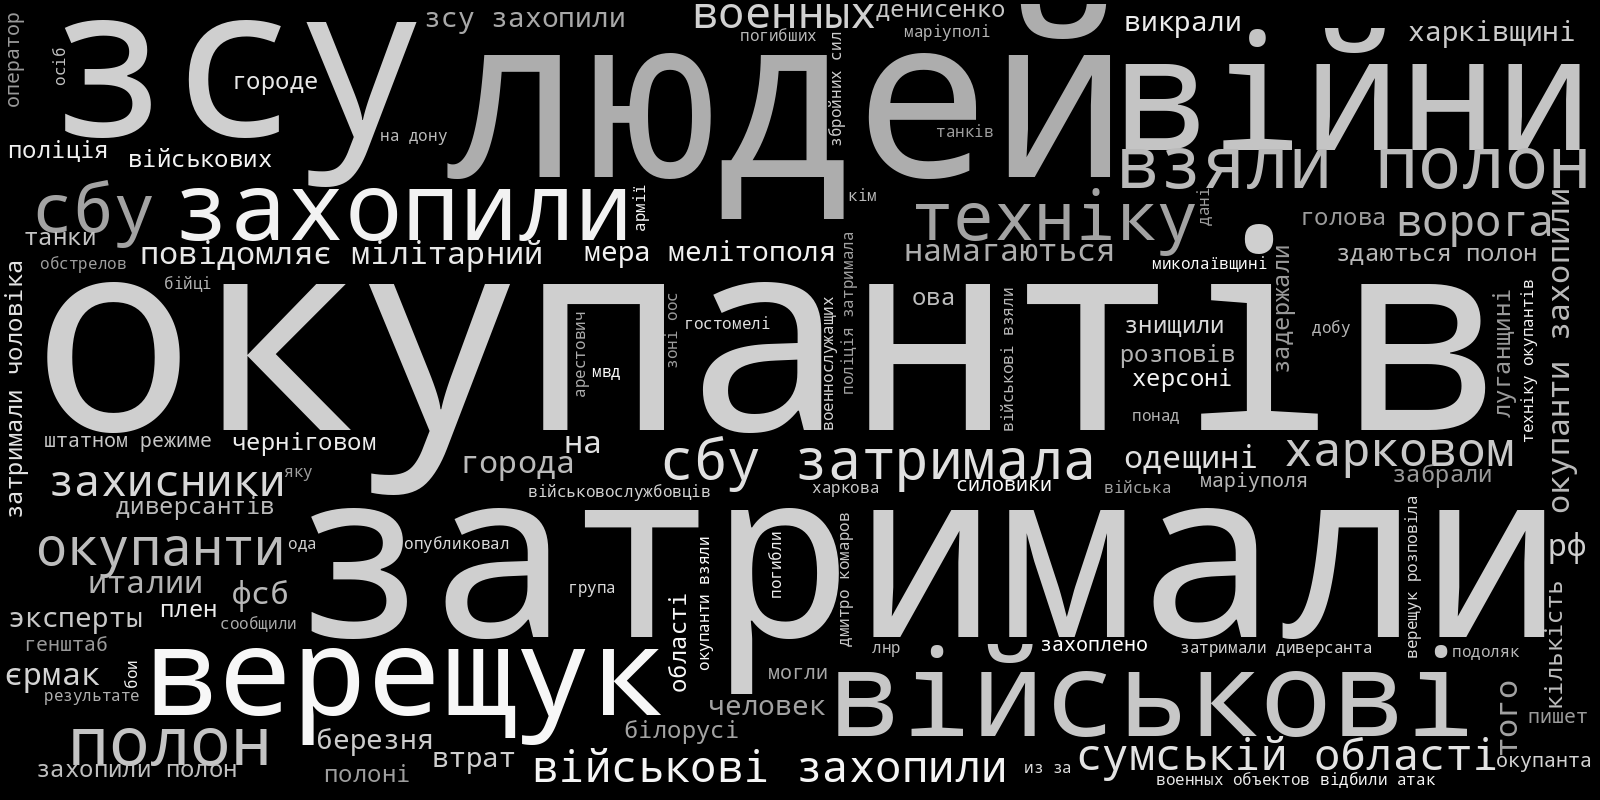 оператор
осіб
зсу
зсу захопили
городе
людей
военных
погибших
денисенко
маріуполі
викрали
харківщині
війни
збройних сил
танків
на дону
поліція
військових
взяли полон
сбу
захопили
армії
кім
техніку
дані
голова
ворога
танки
обстрелов
повідомляє мілітарний
мера мелітополя
намагаються
миколаївщині
здаються полон
окупанти захопили
бійці
затримали чоловіка
окупантів
арестович
мвд
зоні оос
гостомелі
военнослужащих
поліція затримала
ова
військові взяли
знищили
розповів
херсоні
понад
задержали
добу
луганщині
техніку окупантів
штатном режиме
черніговом
на
города
сбу затримала
одещині
харковом
захисники
яку
диверсантів
військовослужбовців
харкова
силовики
війська
маріуполя
забрали
окупанти
ода
опубликовал
затримали
италии
фсб
эксперты
плен
сообщили
генштаб
група
области
окупанти взяли
погибли
дмитро комаров
верещук розповіла
рф
кількість
єрмак
бои
результате
верещук
могли
лнр
захоплено
затримали диверсанта
подоляк
военных объектов
військові
человек
білорусі
того
пишет
полон
захопили полон
березня
полоні
втрат
військові захопили
из за
сумській області
окупанта
відбили атак